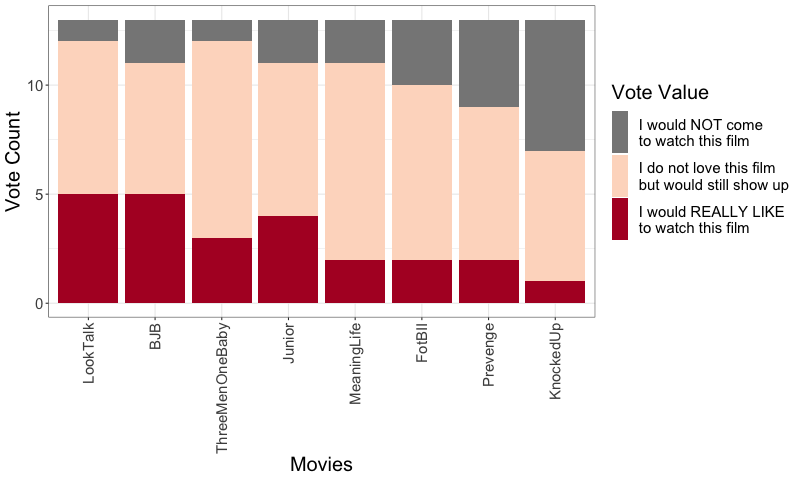 Vote Count
10
5
0
LookTalk
BJB
ThreeMenOneBaby
Junior
MeaningLife
FotBII
Prevenge
KnockedUp
Movies
Vote Value
I would NOT come
to watch this film
I do not love this film
but would still show up
I would REALLY LIKE
to watch this film